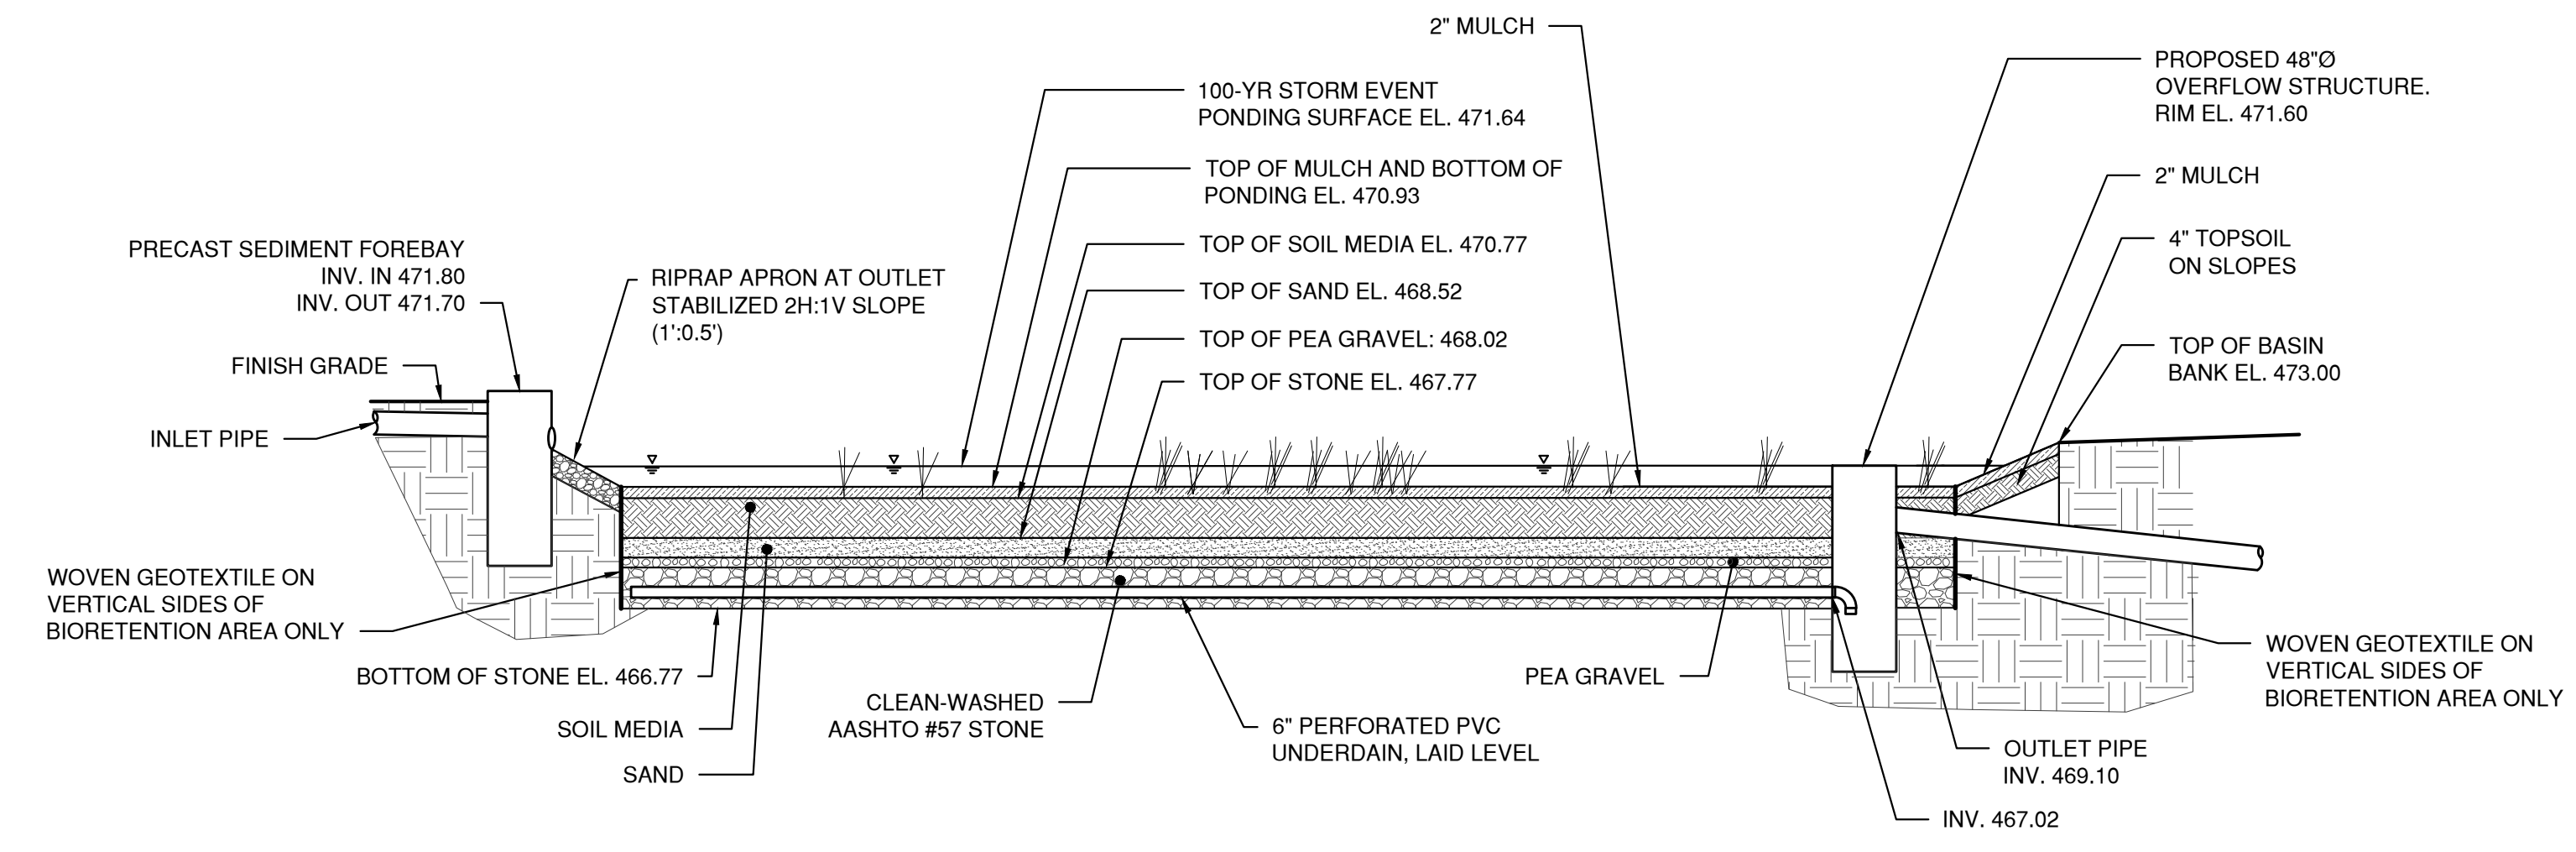 2" MULCH
PROPOSED 48"Ø
OVERFLOW STRUCTURE.
RIM EL. 471.60
100-YR STORM EVENT
PONDING SURFACE EL. 471.64
TOP OF MULCH AND BOTTOM OF
PONDING EL. 470.93
2" MULCH
TOP OF SOIL MEDIA EL. 470.77
4" TOPSOIL
ON SLOPES
PRECAST SEDIMENT FOREBAY
INV. IN 471.80
INV. OUT 471.70
RIPRAP APRON AT OUTLET
STABILIZED 2H:1V SLOPE
(1':0.5')
TOP OF SAND EL. 468.52
TOP OF PEA GRAVEL: 468.02
TOP OF STONE EL. 467.77
TOP OF BASIN
BANK EL. 473.00
FINISH GRADE
INLET PIPE
WOVEN GEOTEXTILE ON
VERTICAL SIDES OF
BIORETENTION AREA ONLY
BOTTOM OF STONE EL. 466.77
SOIL MEDIA
SAND
CLEAN-WASHED
AASHTO #57 STONE
6" PERFORATED PVC
UNDERDAIN, LAID LEVEL
PEA GRAVEL
WOVEN GEOTEXTILE ON
VERTICAL SIDES OF
BIORETENTION AREA ONLY
OUTLET PIPE
INV. 469.10
INV. 467.02